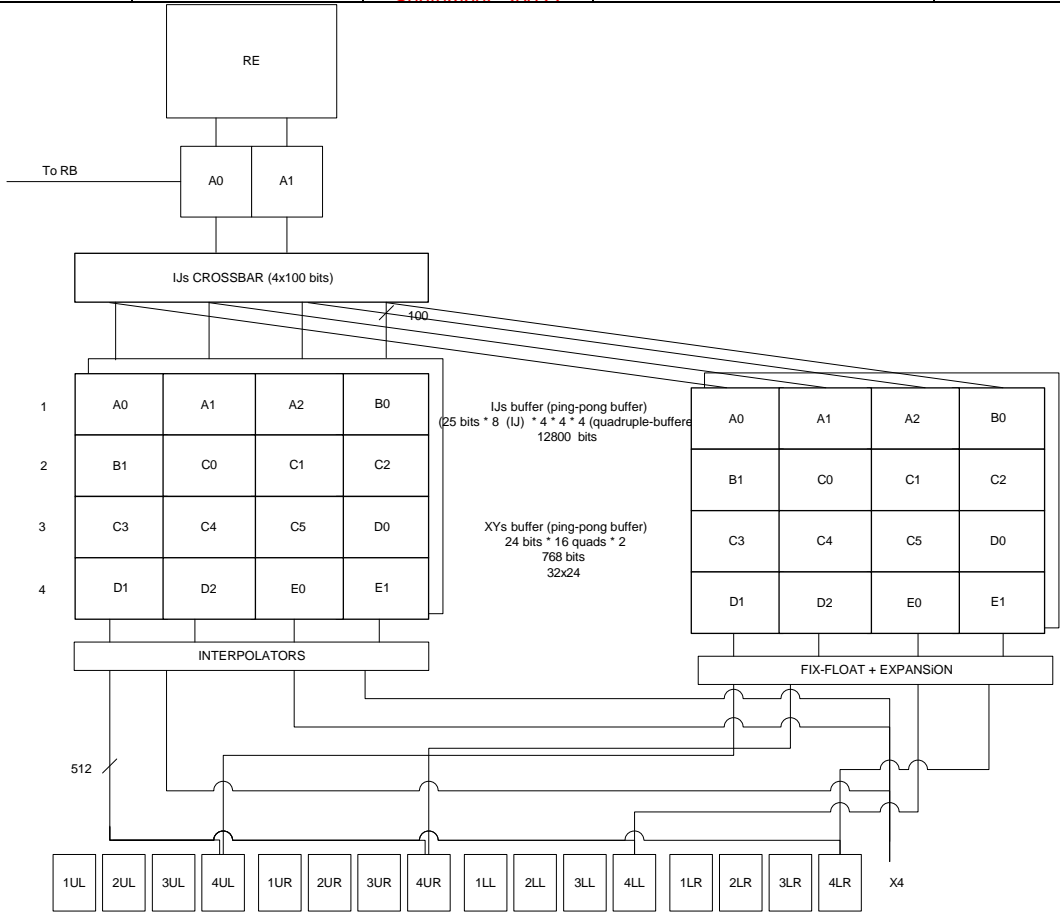 RE
To RB
A0 A1
IJs CROSSBAR (4x100 bits)
100
1 A0 A1 A2 B0
2 B1 C0 C1 C2
3 C3 C4 C5 D0
4 D1 D2 E0 E1
IJs buffer (ping-pong buffer)
(25 bits * 8 (IJ) * 4 * 4 * 4 (quadruple-buffere
12800 bits
XYs buffer (ping-pong buffer)
24 bits * 16 quads * 2
768 bits
32x24
A0 A1 A2 B0
B1 C0 C1 C2
C3 C4 C5 D0
D1 D2 E0 E1
INTERPOLATORS
FIX-FLOAT + EXPANSiON
512
1UL 2UL 3UL 4UL 1UR 2UR 3UR 4UR 1LL 2LL 3LL 4LL 1LR 2LR 3LR 4LR X4